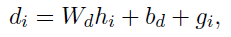 d_i = W_d h_i + b_d + g_i,